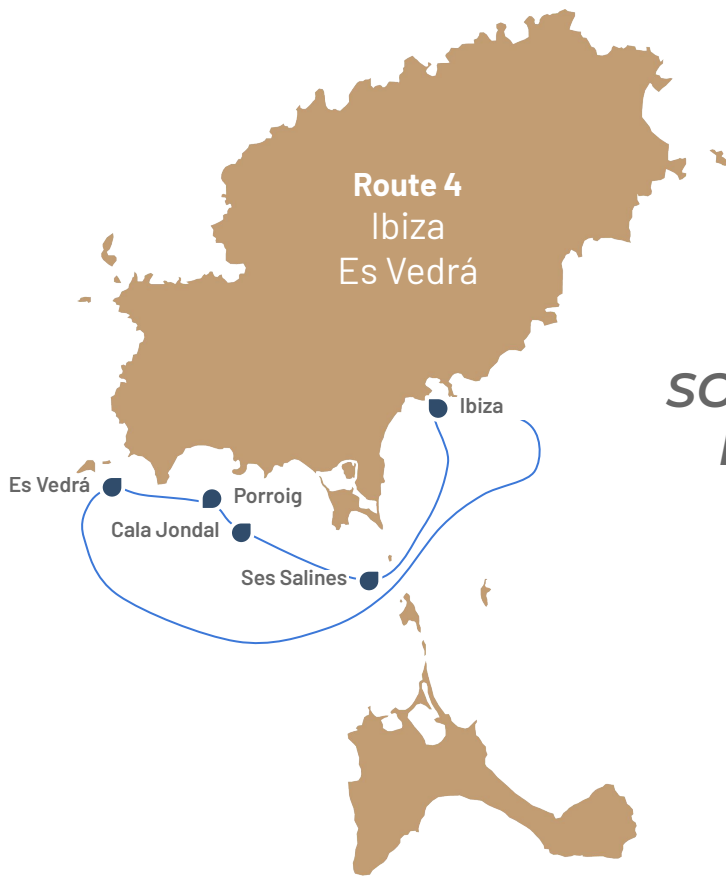 Route 4
Ibiza
Es Vedrá
Ibiza
Es Vedrá
Porroig
Cala Jondal
Ses Salines